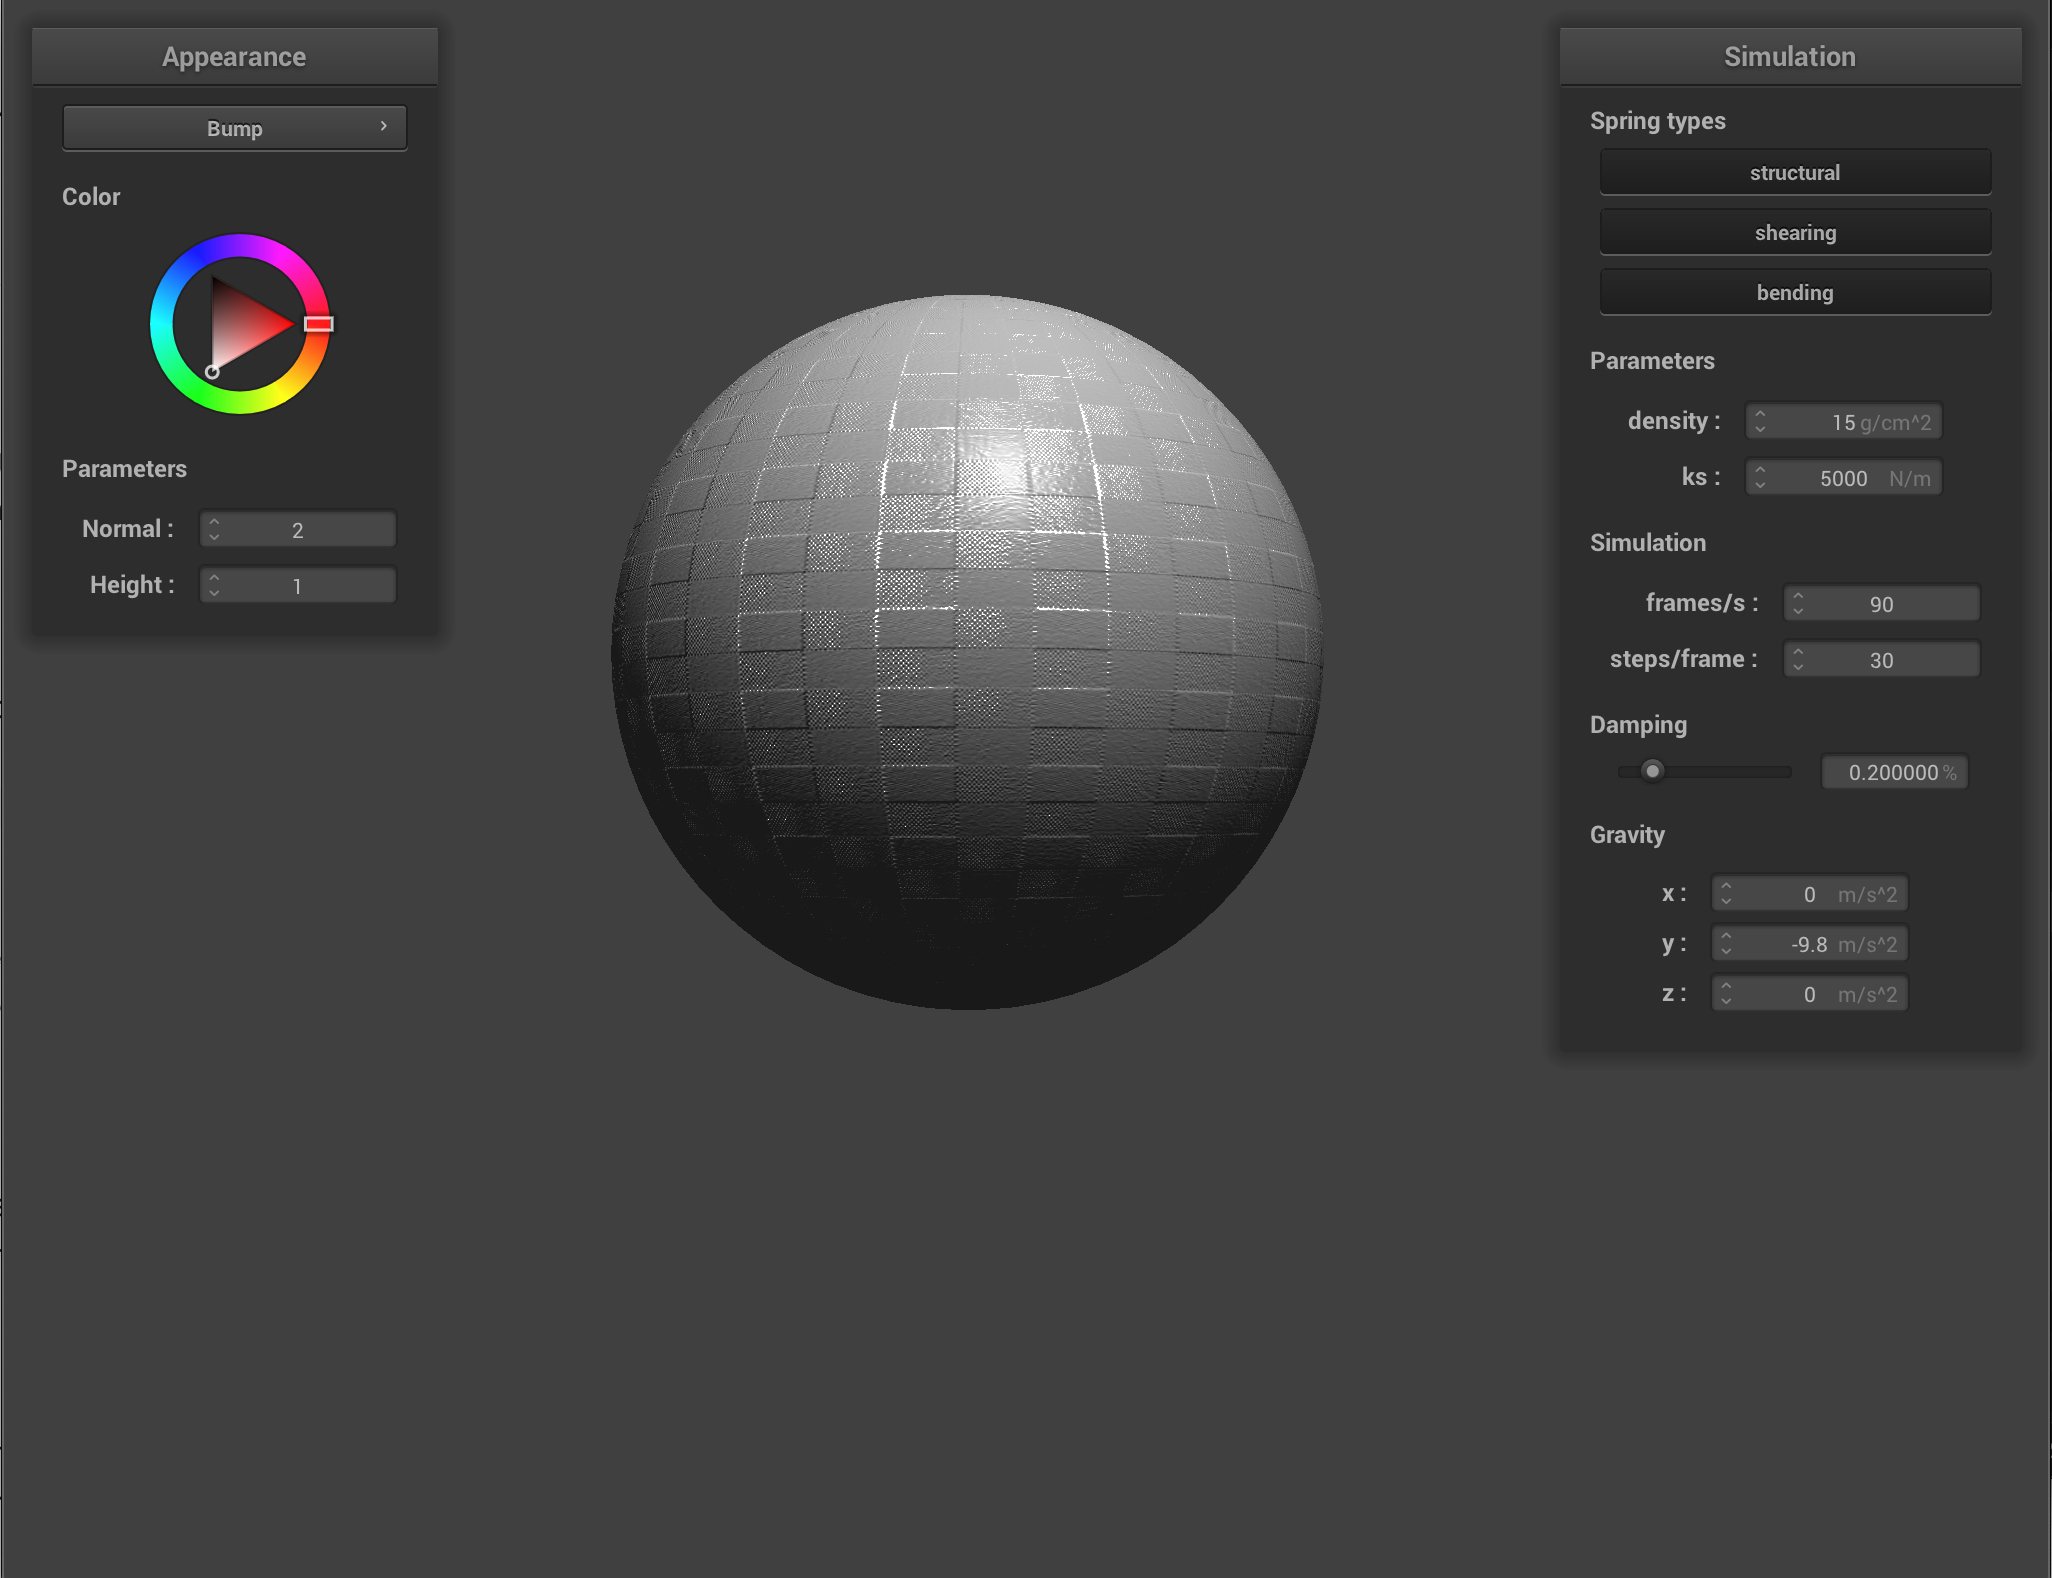 Appearance
Bump
Color
Parameters
Normal : 2
Height : 1
Simulation
Spring types
structural
shearing
bending
Parameters
density : 15 g/cm^2
ks : 5000 N/m
Simulation
frames/s : 90
steps/frame : 30
Damping
0.200000 %
Gravity
x : 0 m/s^2
y : -9.8 m/s^2
z : 0 m/s^2